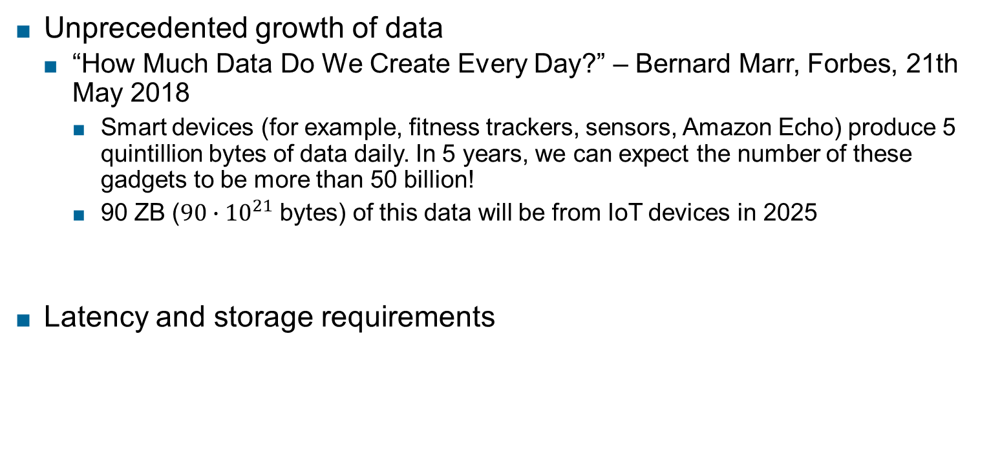 ■ Unprecedented growth of data
■ “How Much Data Do We Create Every Day?” – Bernard Marr, Forbes, 21th
May 2018
■ Smart devices (for example, fitness trackers, sensors, Amazon Echo) produce 5
quintillion bytes of data daily. In 5 years, we can expect the number of these
gadgets to be more than 50 billion!
■ 90 ZB (90 · 10²¹ bytes) of this data will be from IoT devices in 2025
■ Latency and storage requirements